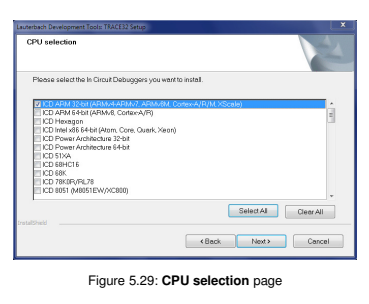 Lauterbach Development Tools TRACE32 Setup
CPU selection
Please select the In Circuit Debuggers you want to install.
ICD ARM 32-bit (ARMv4-ARMv7, ARMv8M, Cortex-A/R/M, XScale)
ICD ARM 64-bit (ARMv8, Cortex-A/R)
ICD Hexagon
ICD Intel x86 64-bit (Atom, Core, Quark, Xeon)
ICD Power Architecture 32-bit
ICD Power Architecture 64-bit
ICD 51XA
ICD 68HC16
ICD 68K
ICD 78K0R/RL78
ICD 8051 (M8051EW/XC800)
Select All
Clear All
InstallShield
< Back
Next >
Cancel
Figure 5.29: CPU selection page